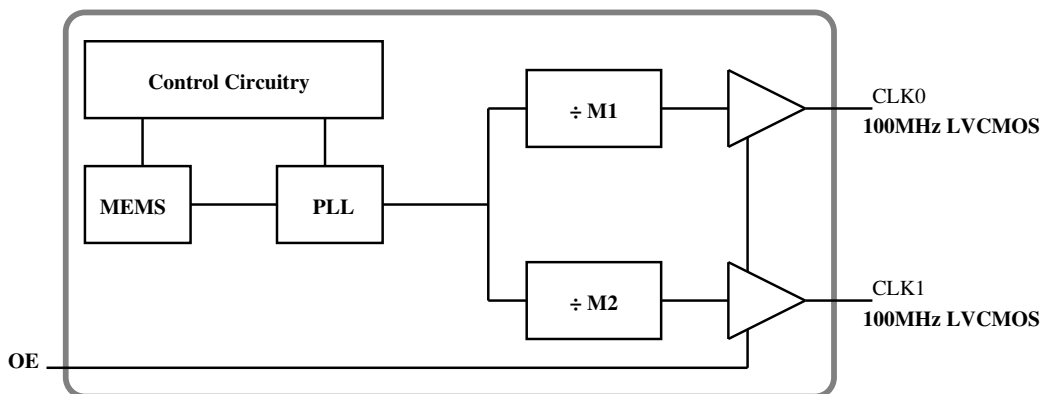 Control Circuitry
MEMS
PLL
÷ M1
÷ M2
CLK0
100MHz LVCMOS
CLK1
100MHz LVCMOS
OE